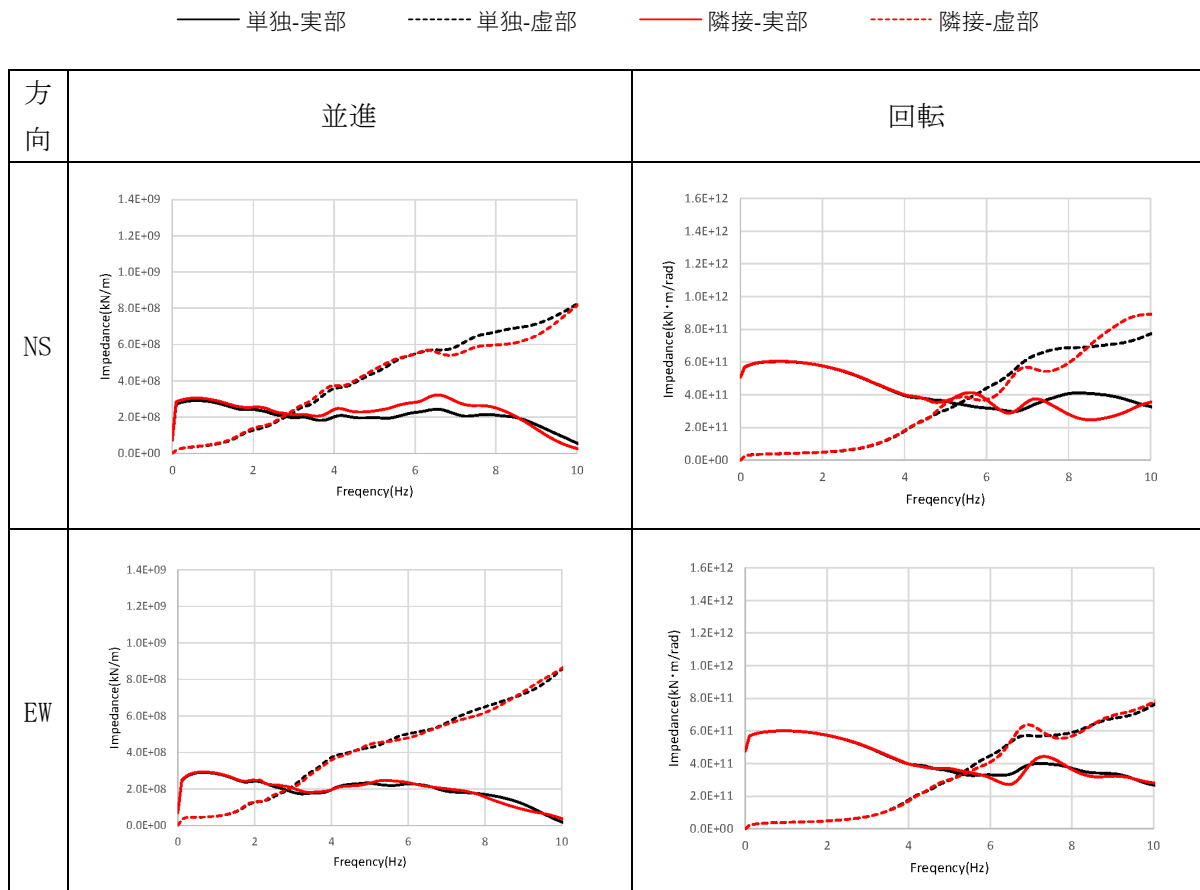 単独-実部 単独-虚部 隣接-実部 隣接-虚部
方向 並進 回転
NS
Impedance(kN/m)
1.4E+09
1.2E+09
1.0E+09
8.0E+08
6.0E+08
4.0E+08
2.0E+08
0.0E+00
0 2 4 6 8 10
Freqency(Hz)
Impedance(kN・m/rad)
1.6E+12
1.4E+12
1.2E+12
1.0E+12
8.0E+11
6.0E+11
4.0E+11
2.0E+11
0.0E+00
0 2 4 6 8 10
Freqency(Hz)
EW
Impedance(kN/m)
1.4E+09
1.2E+09
1.0E+09
8.0E+08
6.0E+08
4.0E+08
2.0E+08
0.0E+00
0 2 4 6 8 10
Freqency(Hz)
Impedance(kN・m/rad)
1.6E+12
1.4E+12
1.2E+12
1.0E+12
8.0E+11
6.0E+11
4.0E+11
2.0E+11
0.0E+00
0 2 4 6 8 10
Freqency(Hz)